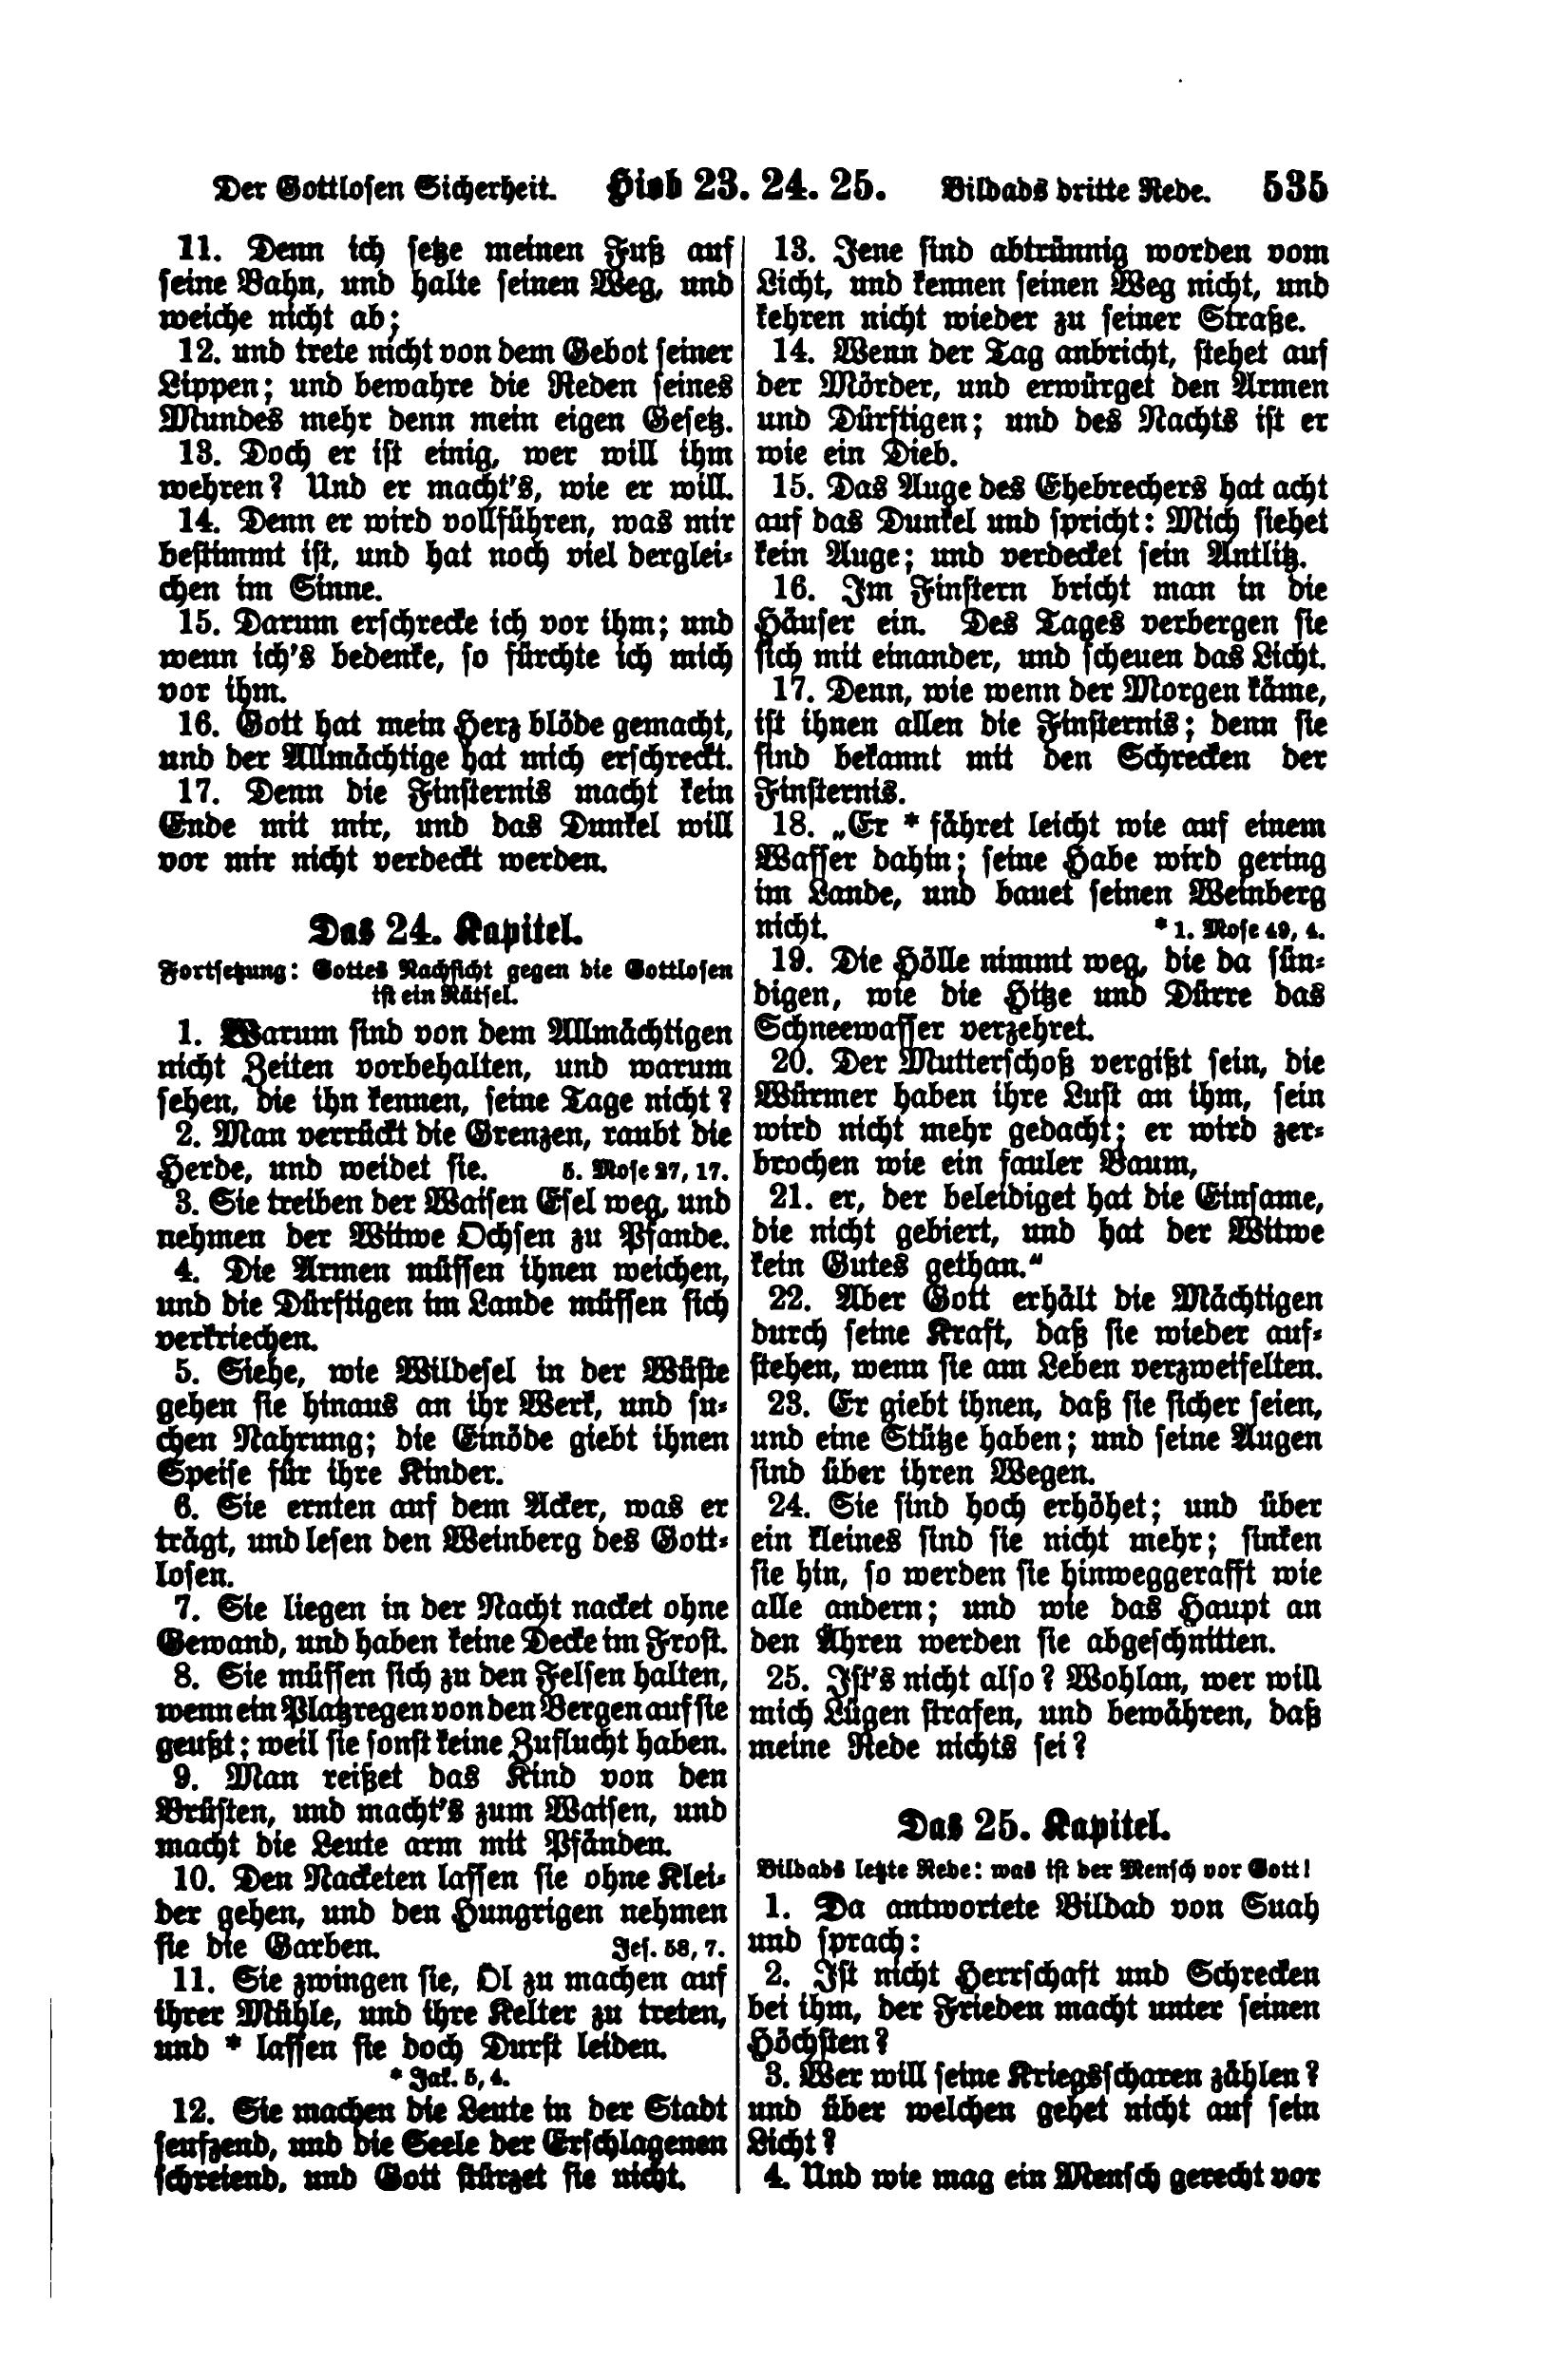 Der Gottlosen Sicherheit. Hiob 23. 24. 25. Bildads dritte Rede. 535
11. Denn ich setze meinen Fuß auf
seine Bahn, und halte seinen Weg, und
weiche nicht ab;
12. und trete nicht von dem Gebot seiner
Lippen; und bewahre die Reden seines
Mundes mehr denn mein eigen Gesetz.
13. Doch er ist einig, wer will ihm
wehren? Und er macht's, wie er will.
14. Denn er wird vollführen, was mir
bestimmt ist, und hat noch viel derglei-
chen im Sinne.
15. Darum erschrecke ich vor ihm; und
wenn ich's bedenke, so fürchte ich mich
vor ihm.
16. Gott hat mein Herz blöde gemacht,
und der Allmächtige hat mich erschreckt.
17. Denn die Finsternis macht kein
Ende mit mir, und das Dunkel will
vor mir nicht verdeckt werden.
Das 24. Kapitel.
Fortsetzung: Gottes Nachsicht gegen die Gottlosen
ist ein Rätsel.
1. Warum sind von dem Allmächtigen
nicht Zeiten vorbehalten, und warum
sehen, die ihn kennen, seine Tage nicht?
2. Man verrückt die Grenzen, raubt die
Herde, und weidet sie. 5. Mose 27, 17.
3. Sie treiben der Waisen Esel weg, und
nehmen der Witwe Ochsen zu Pfande.
4. Die Armen müssen ihnen weichen,
und die Dürftigen im Lande müssen sich
verkriechen.
5. Siehe, wie Wildesel in der Wüste
gehen sie hinaus an ihr Werk, und su-
chen Nahrung; die Einöde giebt ihnen
Speise für ihre Kinder.
6. Sie ernten auf dem Acker, was er
trägt, und lesen den Weinberg des Gott-
losen.
7. Sie liegen in der Nacht nacket ohne
Gewand, und haben keine Decke im Frost.
8. Sie müssen sich zu den Felsen halten,
wenn ein Platzregen von den Bergen auf sie
geußt; weil sie sonst keine Zuflucht haben.
9. Man reißet das Kind von den
Brüsten, und macht's zum Waisen, und
macht die Leute arm mit Pfänden.
10. Den Nacketen lassen sie ohne Klei-
der gehen, und den Hungrigen nehmen
sie die Garben. Jes. 58, 7.
11. Sie zwingen sie, Öl zu machen auf
ihrer Mühle, und ihre Kelter zu treten,
und * lassen sie doch Durst leiden.
* Jak. 5, 4.
12. Sie machen die Leute in der Stadt
seufzend, und die Seele der Erschlagenen
schreiend, und Gott stürzet sie nicht.
13. Jene sind abtrünnig worden vom
Licht, und kennen seinen Weg nicht, und
kehren nicht wieder zu seiner Straße.
14. Wenn der Tag anbricht, stehet auf
der Mörder, und erwürget den Armen
und Dürftigen; und des Nachts ist er
wie ein Dieb.
15. Das Auge des Ehebrechers hat acht
auf das Dunkel und spricht: Mich siehet
kein Auge; und verdecket sein Antlitz.
16. Im Finstern bricht man in die
Häuser ein. Des Tages verbergen sie
sich mit einander, und scheuen das Licht.
17. Denn, wie wenn der Morgen käme,
ist ihnen allen die Finsternis; denn sie
sind bekannt mit den Schrecken der
Finsternis.
18. „Er * fähret leicht wie auf einem
Wasser dahin; seine Habe wird gering
im Lande, und bauet seinen Weinberg
nicht. * 1. Mose 49, 4.
19. Die Hölle nimmt weg, die da sün-
digen, wie die Hitze und Dürre das
Schneewasser verzehret.
20. Der Mutterschoß vergißt sein, die
Würmer haben ihre Lust an ihm, sein
wird nicht mehr gedacht; er wird zer-
brochen wie ein fauler Baum,
21. er, der beleidiget hat die Einsame,
die nicht gebiert, und hat der Witwe
kein Gutes gethan.“
22. Aber Gott erhält die Mächtigen
durch seine Kraft, daß sie wieder auf-
stehen, wenn sie am Leben verzweifelten.
23. Er giebt ihnen, daß sie sicher seien,
und eine Stütze haben; und seine Augen
sind über ihren Wegen.
24. Sie sind hoch erhöhet; und über
ein kleines sind sie nicht mehr; sinken
sie hin, so werden sie hinweggerafft wie
alle andern; und wie das Haupt an
den Ähren werden sie abgeschnitten.
25. Ist's nicht also? Wohlan, wer will
mich Lügen strafen, und bewähren, daß
meine Rede nichts sei?
Das 25. Kapitel.
Bildads letzte Rede: was ist der Mensch vor Gott!
1. Da antwortete Bildad von Suah
und sprach:
2. Ist nicht Herrschaft und Schrecken
bei ihm, der Frieden macht unter seinen
Höchsten?
3. Wer will seine Kriegsscharen zählen?
und über welchen gehet nicht auf sein
Licht?
4. Und wie mag ein Mensch gerecht vor